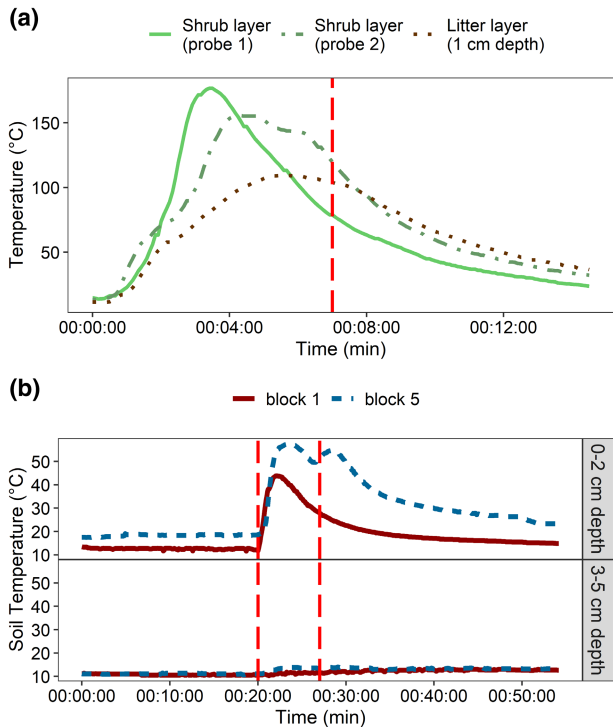 (a)
Shrub layer (probe 1)
Shrub layer (probe 2)
Litter layer (1 cm depth)
Temperature (°C)
150
100
50
00:00:00 00:04:00 00:08:00 00:12:00
Time (min)
(b)
block 1 block 5
Soil Temperature (°C)
50
40
30
20
10
0-2 cm depth
50
40
30
20
10
3-5 cm depth
00:00:00 00:10:00 00:20:00 00:30:00 00:40:00 00:50:00
Time (min)